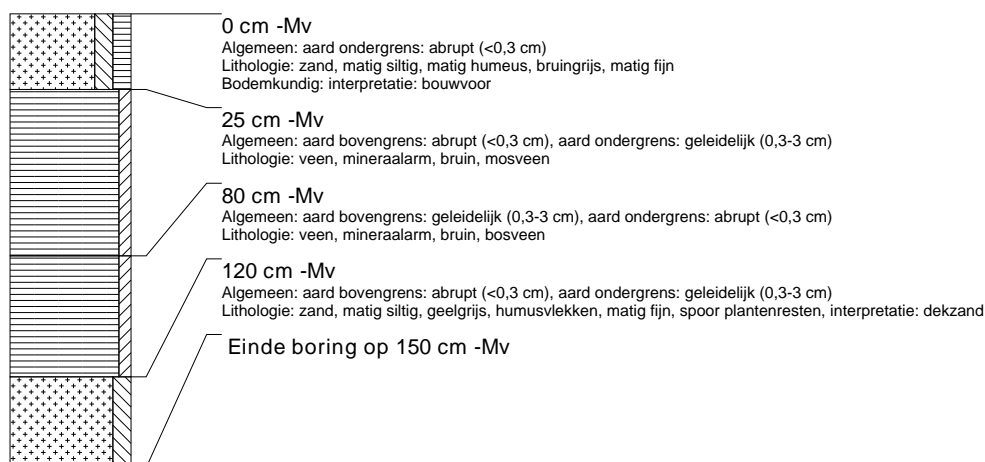 0 cm -Mv
Algemeen: aard ondergrens: abrupt (<0,3 cm)
Lithologie: zand, matig siltig, matig humeus, bruingrijs, matig fijn
Bodemkundig: interpretatie: bouwvoor
25 cm -Mv
Algemeen: aard bovengrens: abrupt (<0,3 cm), aard ondergrens: geleidelijk (0,3-3 cm)
Lithologie: veen, mineraalarm, bruin, mosveen
80 cm -Mv
Algemeen: aard bovengrens: geleidelijk (0,3-3 cm), aard ondergrens: abrupt (<0,3 cm)
Lithologie: veen, mineraalarm, bruin, bosveen
120 cm -Mv
Algemeen: aard bovengrens: abrupt (<0,3 cm), aard ondergrens: geleidelijk (0,3-3 cm)
Lithologie: zand, matig siltig, geelgrijs, humusvlekken, matig fijn, spoor plantenresten, interpretatie: dekzand
Einde boring op 150 cm -Mv